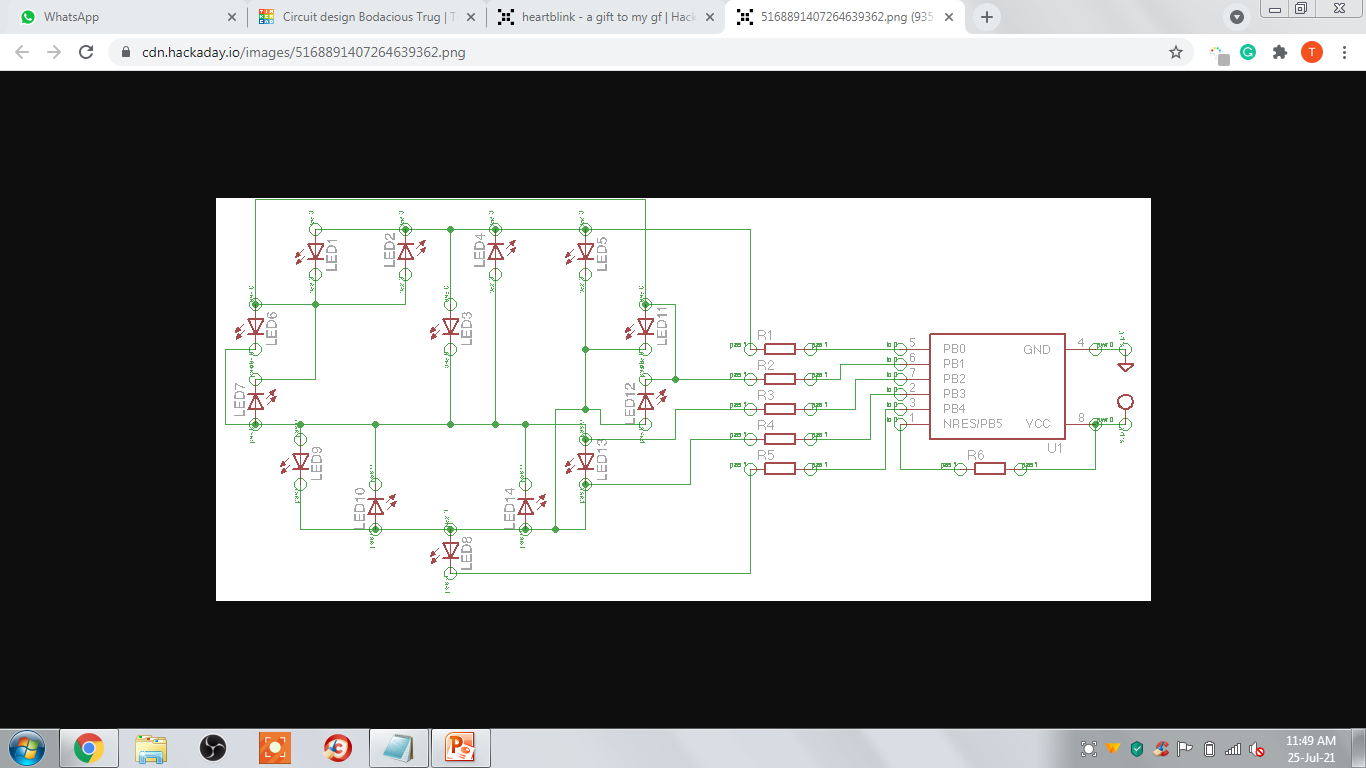 WhatsApp
Circuit design Bodacious Trug | T
heartblink - a gift to my gf | Hack
5168891407264639362.png (935
cdn.hackaday.io/images/5168891407264639362.png
T
LED1
LED2
LED4
LED5
LED6
LED3
LED11
LED7
LED12
LED9
LED10
LED14
LED13
LED8
R1
R2
R3
R4
R5
R6
5 PB0
6 PB1
7 PB2
2 PB3
3 PB4
1 NRES/PB5
GND 4
VCC 8
U1
11:49 AM
25-Jul-21